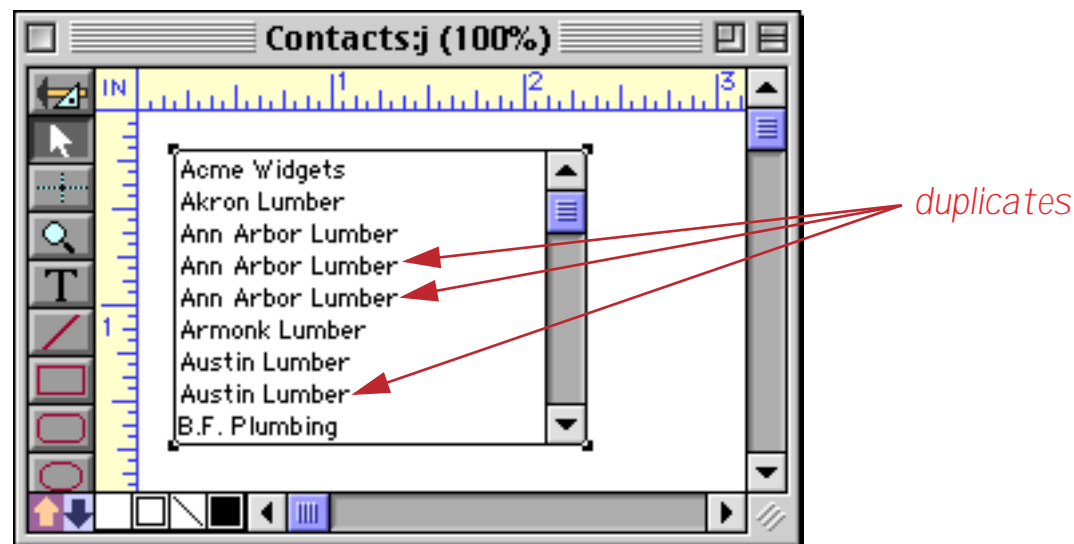 Contacts:j (100%)
IN 1 2 3
Acme Widgets
Akron Lumber
duplicates
Ann Arbor Lumber
Ann Arbor Lumber
T
Ann Arbor Lumber
1
Armonk Lumber
Austin Lumber
Austin Lumber
B.F. Plumbing